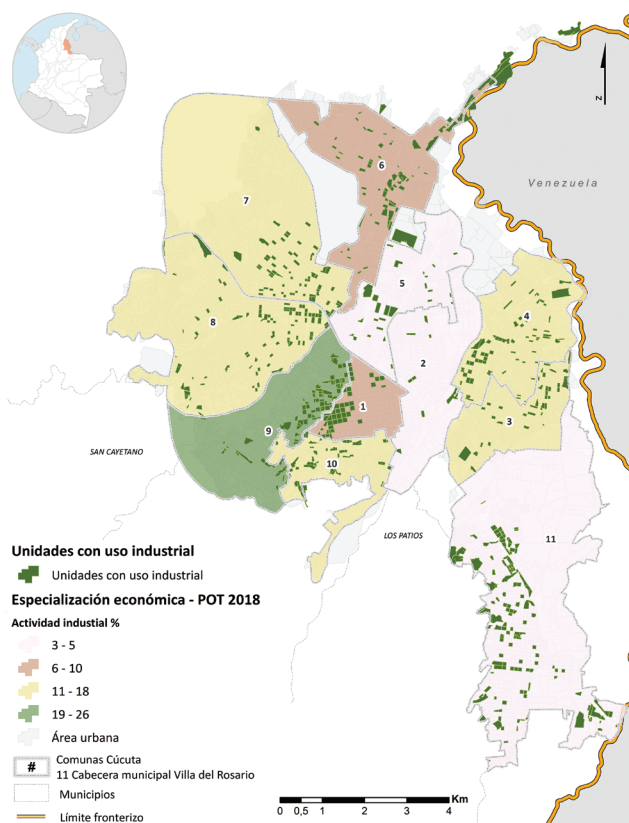 Z
Venezuela
6
7
5
4
8
2
1
3
9
10
SAN CAYETANO
LOS PATIOS
11
Unidades con uso industrial
Unidades con uso industrial
Especialización económica - POT 2018
Actividad industial %
3 - 5
6 - 10
11 - 18
19 - 26
Área urbana
# Comunas Cúcuta
11 Cabecera municipal Villa del Rosario
Municipios
Límite fronterizo
Km
0 0,5 1 2 3 4